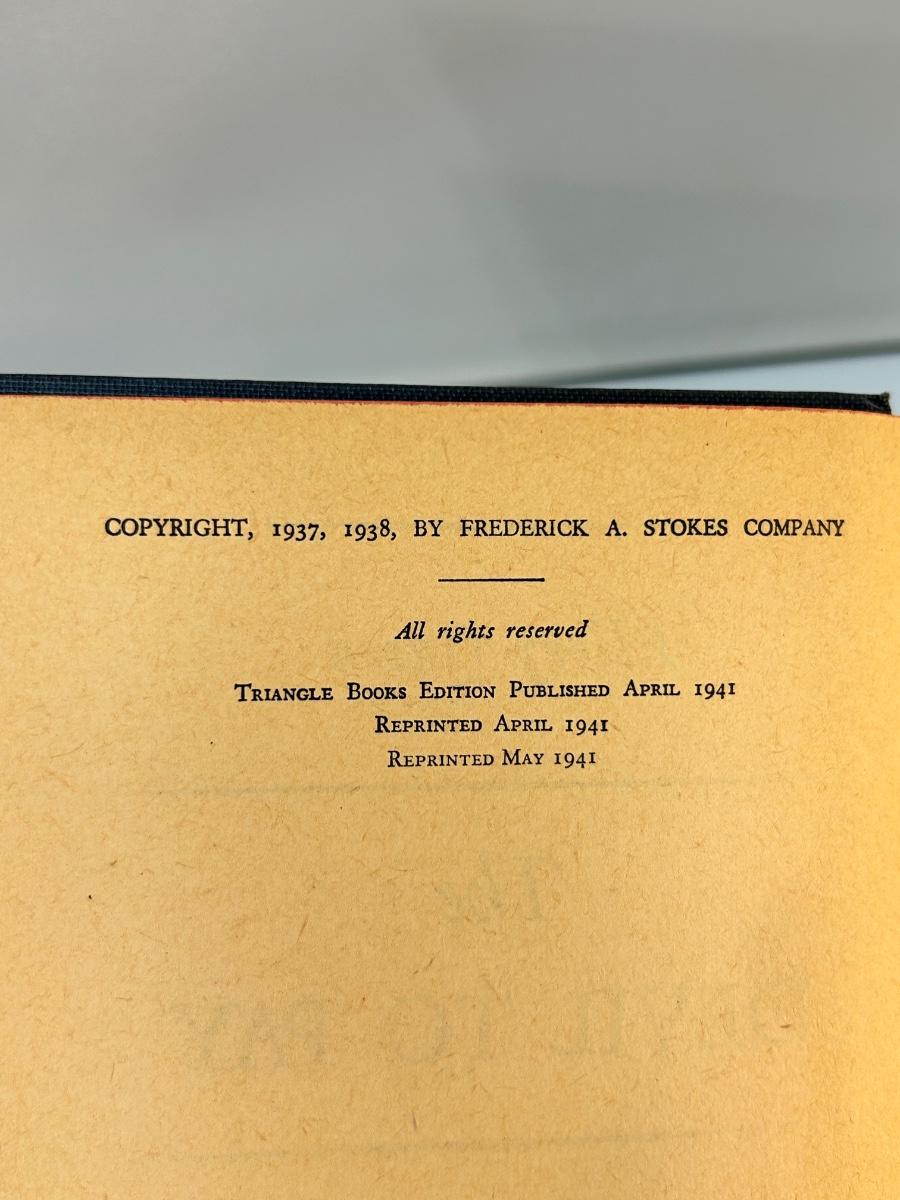 COPYRIGHT, 1937, 1938, BY FREDERICK A. STOKES COMPANY
All rights reserved
TRIANGLE BOOKS EDITION PUBLISHED APRIL 1941
REPRINTED APRIL 1941
REPRINTED MAY 1941